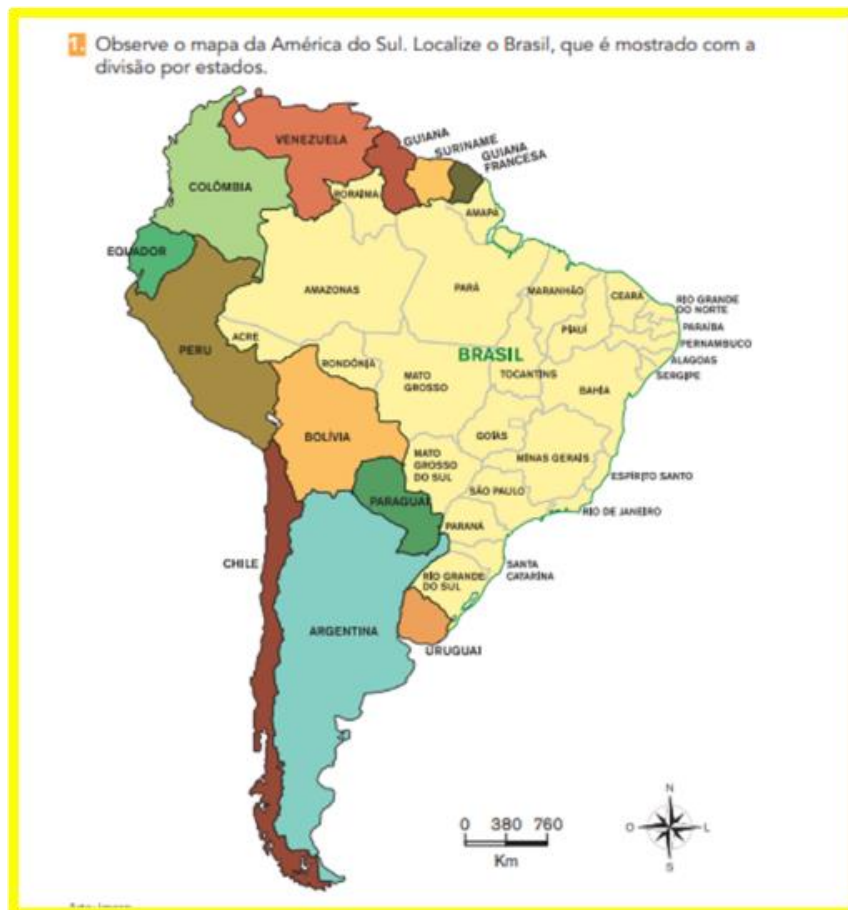 1. Observe o mapa da América do Sul. Localize o Brasil, que é mostrado com a
divisão por estados.
VENEZUELA
GUIANA
SURINAME
GUIANA
FRANCESA
COLÔMBIA
RORAIMA
AMAPÁ
EQUADOR
AMAZONAS
PARÁ
MARANHÃO
CEARÁ
RIO GRANDE
DO NORTE
PARAÍBA
PERNAMBUCO
ALAGOAS
SERGIPE
PIAUÍ
ACRE
PERU
RONDÔNIA
BRASIL
MATO
GROSSO
TOCANTINS
BAHIA
BOLÍVIA
GOIÁS
MATO
GROSSO
DO SUL
MINAS GERAIS
ESPÍRITO SANTO
SÃO PAULO
RIO DE JANEIRO
PARAGUAI
PARANÁ
CHILE
SANTA
CATARINA
RIO GRANDE
DO SUL
ARGENTINA
URUGUAI
N
O L
S
0 380 760
Km